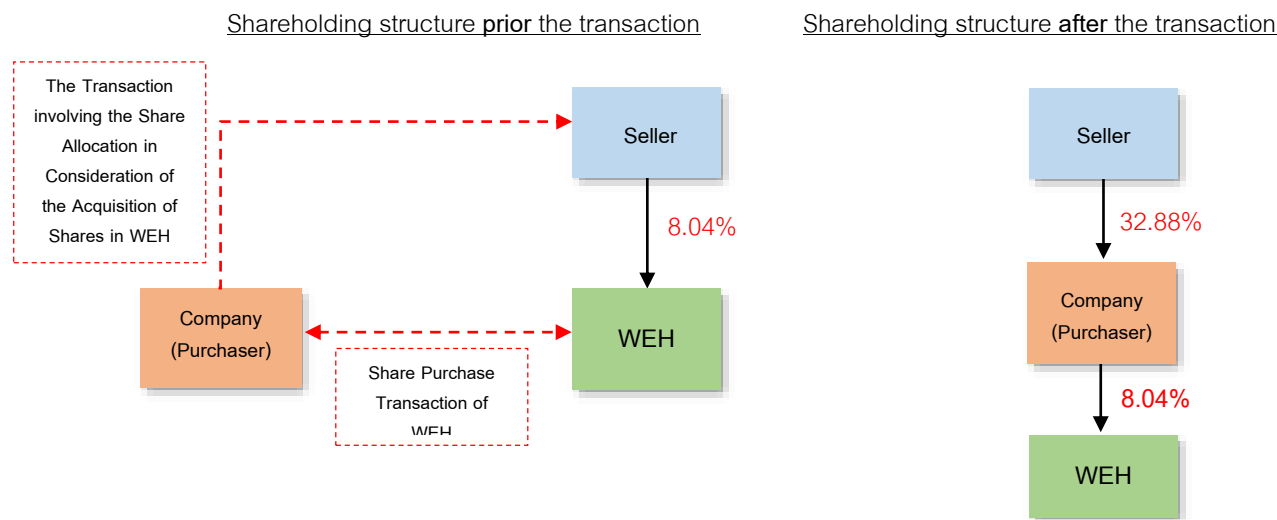 Shareholding structure prior the transaction
Shareholding structure after the transaction
The Transaction
involving the Share
Allocation in
Consideration of
the Acquisition of
Shares in WEH
Seller
8.04%
Company
(Purchaser)
WEH
Share Purchase
Transaction of
WEH
Seller
32.88%
Company
(Purchaser)
8.04%
WEH